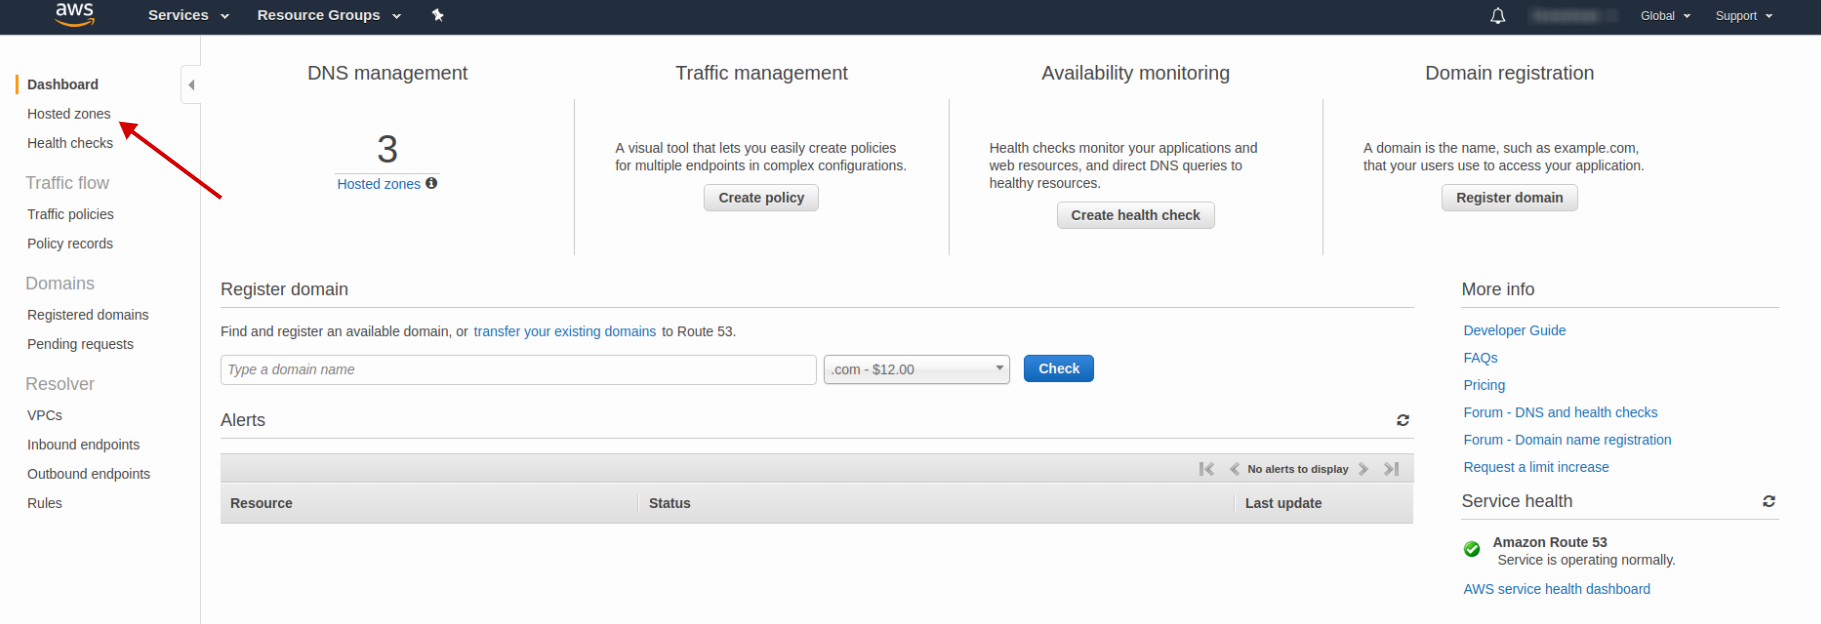 aws
Services
Resource Groups
Global
Support
Dashboard
Hosted zones
Health checks
Traffic flow
Traffic policies
Policy records
Domains
Registered domains
Pending requests
Resolver
VPCs
Inbound endpoints
Outbound endpoints
Rules
DNS management
3
Hosted zones
Traffic management
A visual tool that lets you easily create policies
for multiple endpoints in complex configurations.
Create policy
Availability monitoring
Health checks monitor your applications and
web resources, and direct DNS queries to
healthy resources.
Create health check
Domain registration
A domain is the name, such as example.com,
that your users use to access your application.
Register domain
Register domain
Find and register an available domain, or transfer your existing domains to Route 53.
Type a domain name
.com - $12.00
Check
Alerts
No alerts to display
Resource
Status
Last update
More info
Developer Guide
FAQs
Pricing
Forum - DNS and health checks
Forum - Domain name registration
Request a limit increase
Service health
Amazon Route 53
Service is operating normally.
AWS service health dashboard